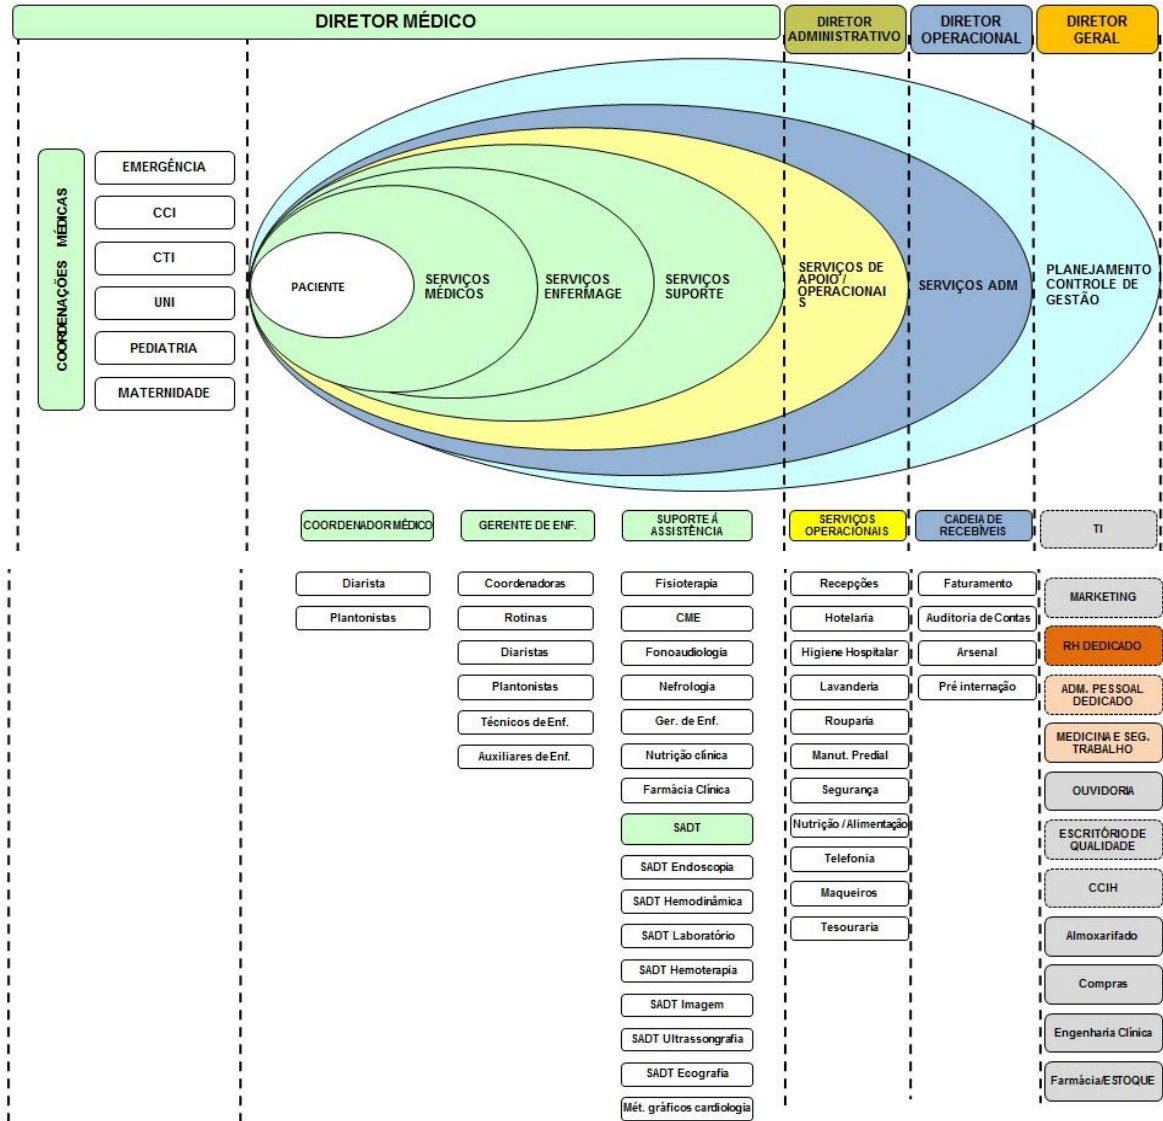 DIRETOR MÉDICO
DIRETOR
ADMINISTRATIVO
DIRETOR
OPERACIONAL
DIRETOR
GERAL
COORDENAÇÕES MÉDICAS
EMERGÊNCIA
CCI
CTI
UNI
PEDIATRIA
MATERNIDADE
PACIENTE
SERVIÇOS
MÉDICOS
SERVIÇOS
ENFERMAGE
SERVIÇOS
SUPORTE
SERVIÇOS DE
APOIO /
OPERACIONAI
S
SERVIÇOS ADM
PLANEJAMENTO
CONTROLE DE
GESTÃO
COORDENADOR MÉDICO
Diarista
Plantonistas
GERENTE DE ENF.
Coordenadoras
Rotinas
Diaristas
Plantonistas
Técnicos de Enf.
Auxiliares de Enf.
SUPORTE Á
ASSISTÊNCIA
Fisioterapia
CME
Fonoaudiologia
Nefrologia
Ger. de Enf.
Nutrição clínica
Farmácia Clínica
SADT
SADT Endoscopia
SADT Hemodinâmica
SADT Laboratório
SADT Hemoterapia
SADT Imagem
SADT Ultrassongrafia
SADT Ecografia
Mét. gráficos cardiologia
SERVIÇOS
OPERACIONAIS
Recepções
Hotelaria
Higiene Hospitalar
Lavanderia
Rouparia
Manut. Predial
Segurança
Nutrição / Alimentação
Telefonia
Maqueiros
Tesouraria
CADEIA DE
RECEBÍVEIS
Faturamento
Auditoria de Contas
Arsenal
Pré internação
TI
MARKETING
RH DEDICADO
ADM. PESSOAL
DEDICADO
MEDICINA E SEG.
TRABALHO
OUVIDORIA
ESCRITÓRIO DE
QUALIDADE
CCIH
Almoxarifado
Compras
Engenharia Clínica
Farmácia/ESTOQUE